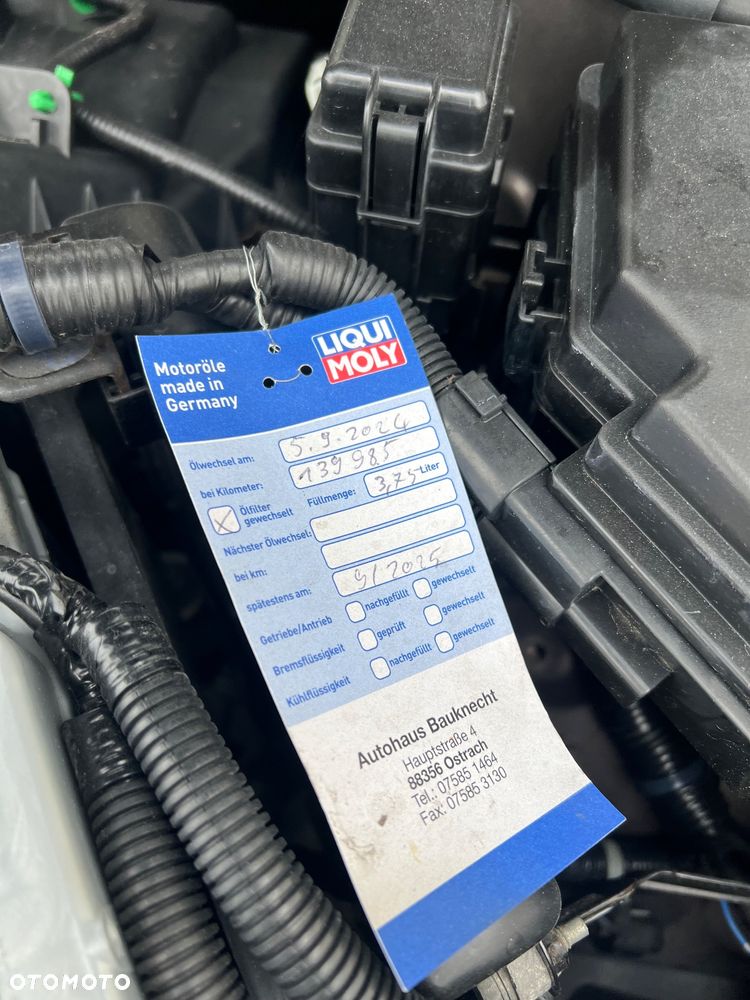 LIQUI
MOLY
Motoröle
made in
Germany
Ölwechsel am: 5.9.2024
bei Kilometer: 139985
Ölfilter
gewechselt
Füllmenge: 3,75 Liter
Nächster Ölwechsel:
bei km:
spätestens am: 9/2025
Getriebe/Antrieb nachgefüllt gewechselt
Bremsflüssigkeit geprüft gewechselt
Kühlflüssigkeit nachgefüllt gewechselt
Autohaus Bauknecht
Hauptstraße 4
88356 Ostrach
Tel.: 07585 1464
Fax: 07585 3130
OTOMOTO